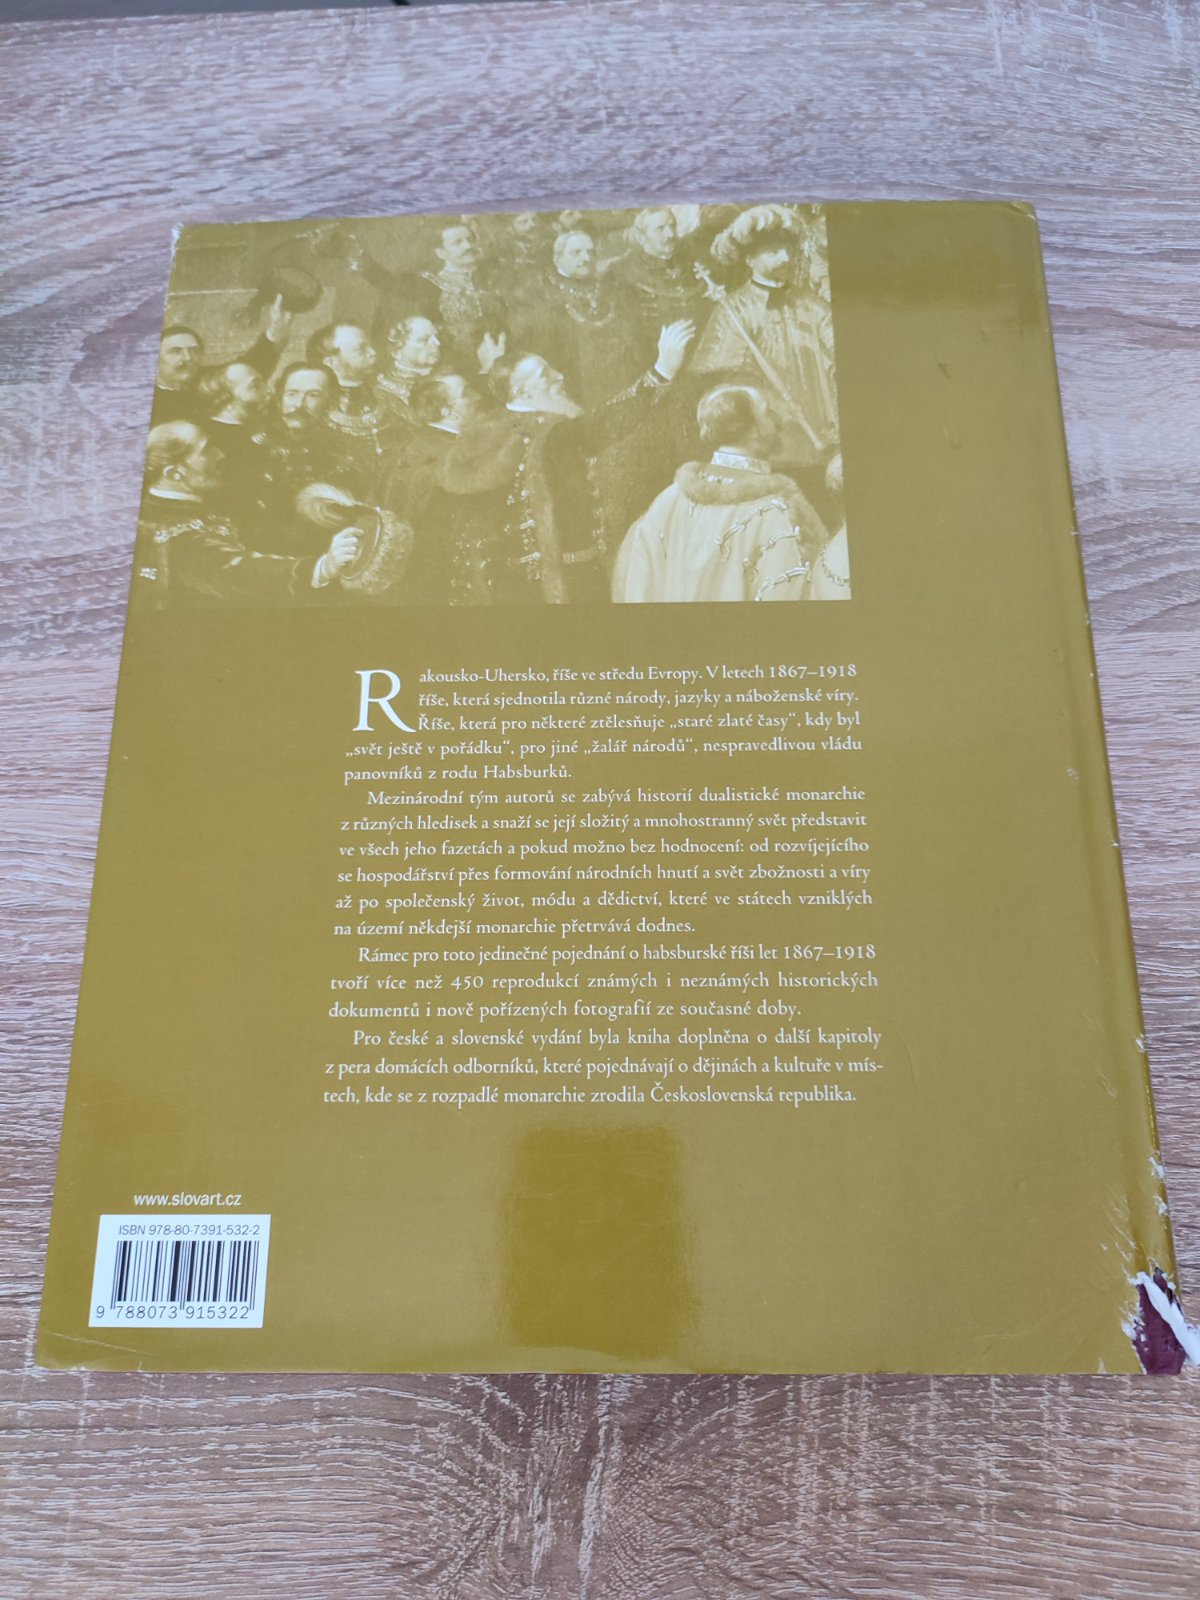 Rakousko-Uhersko, říše ve středu Evropy. V letech 1867–1918
říše, která sjednotila různé národy, jazyky a náboženské víry.
Říše, která pro některé ztělesňuje „staré zlaté časy“, kdy byl
„svět ještě v pořádku“, pro jiné „žalář národů“, nespravedlivou vládu
panovníků z rodu Habsburků.
Mezinárodní tým autorů se zabývá historií dualistické monarchie
z různých hledisek a snaží se její složitý a mnohostranný svět představit
ve všech jeho fazetách a pokud možno bez hodnocení: od rozvíjejícího
se hospodářství přes formování národních hnutí a svět zbožnosti a víry
až po společenský život, módu a dědictví, které ve státech vzniklých
na území někdejší monarchie přetrvává dodnes.
Rámec pro toto jedinečné pojednání o habsburské říši let 1867–1918
tvoří více než 450 reprodukcí známých i neznámých historických
dokumentů i nově pořízených fotografií ze současné doby.
Pro české a slovenské vydání byla kniha doplněna o další kapitoly
z pera domácích odborníků, které pojednávají o dějinách a kultuře v mís-
tech, kde se z rozpadlé monarchie zrodila Československá republika.
www.slovart.cz
ISBN 978-80-7391-532-2
9 788073 915322